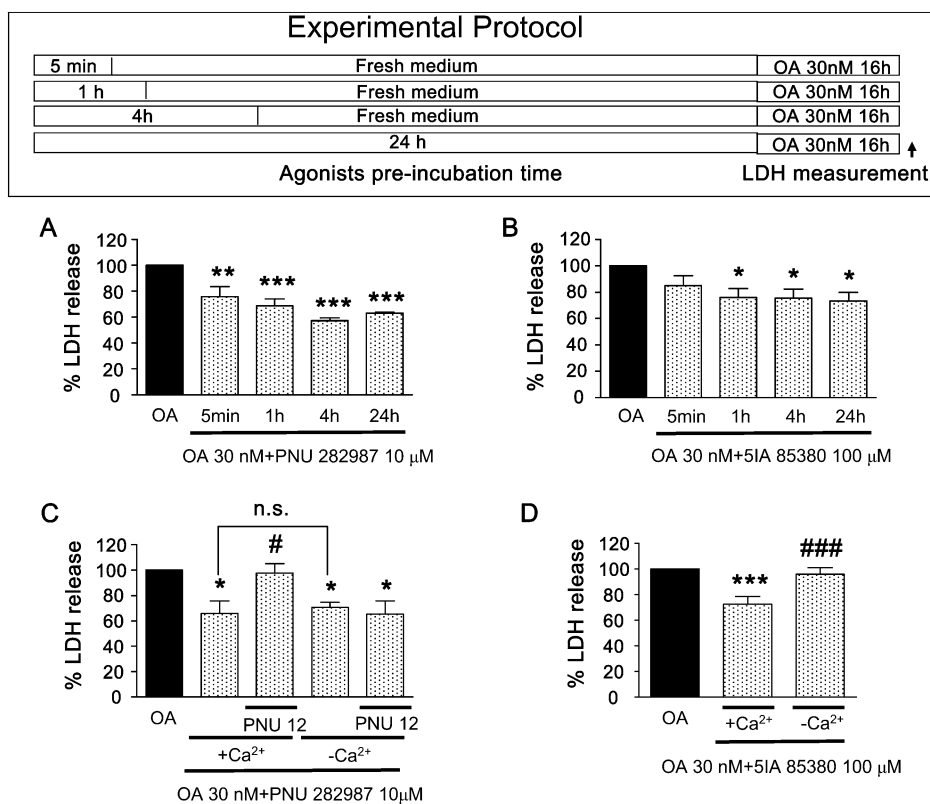 Experimental Protocol
5 min Fresh medium OA 30nM 16h
1 h Fresh medium OA 30nM 16h
4h Fresh medium OA 30nM 16h
24 h OA 30nM 16h
Agonists pre-incubation time LDH measurement
A
% LDH release
120
100
80
60
40
20
0
** *** *** ***
OA 5min 1h 4h 24h
OA 30 nM+PNU 282987 10 μM
B
% LDH release
120
100
80
60
40
20
0
* * *
OA 5min 1h 4h 24h
OA 30 nM+5IA 85380 100 μM
C
% LDH release
120
100
80
60
40
20
0
n.s.
* # * *
OA PNU 12 PNU 12
+Ca²⁺ -Ca²⁺
OA 30 nM+PNU 282987 10μM
D
% LDH release
120
100
80
60
40
20
0
*** ###
OA +Ca²⁺ -Ca²⁺
OA 30 nM+5IA 85380 100 μM